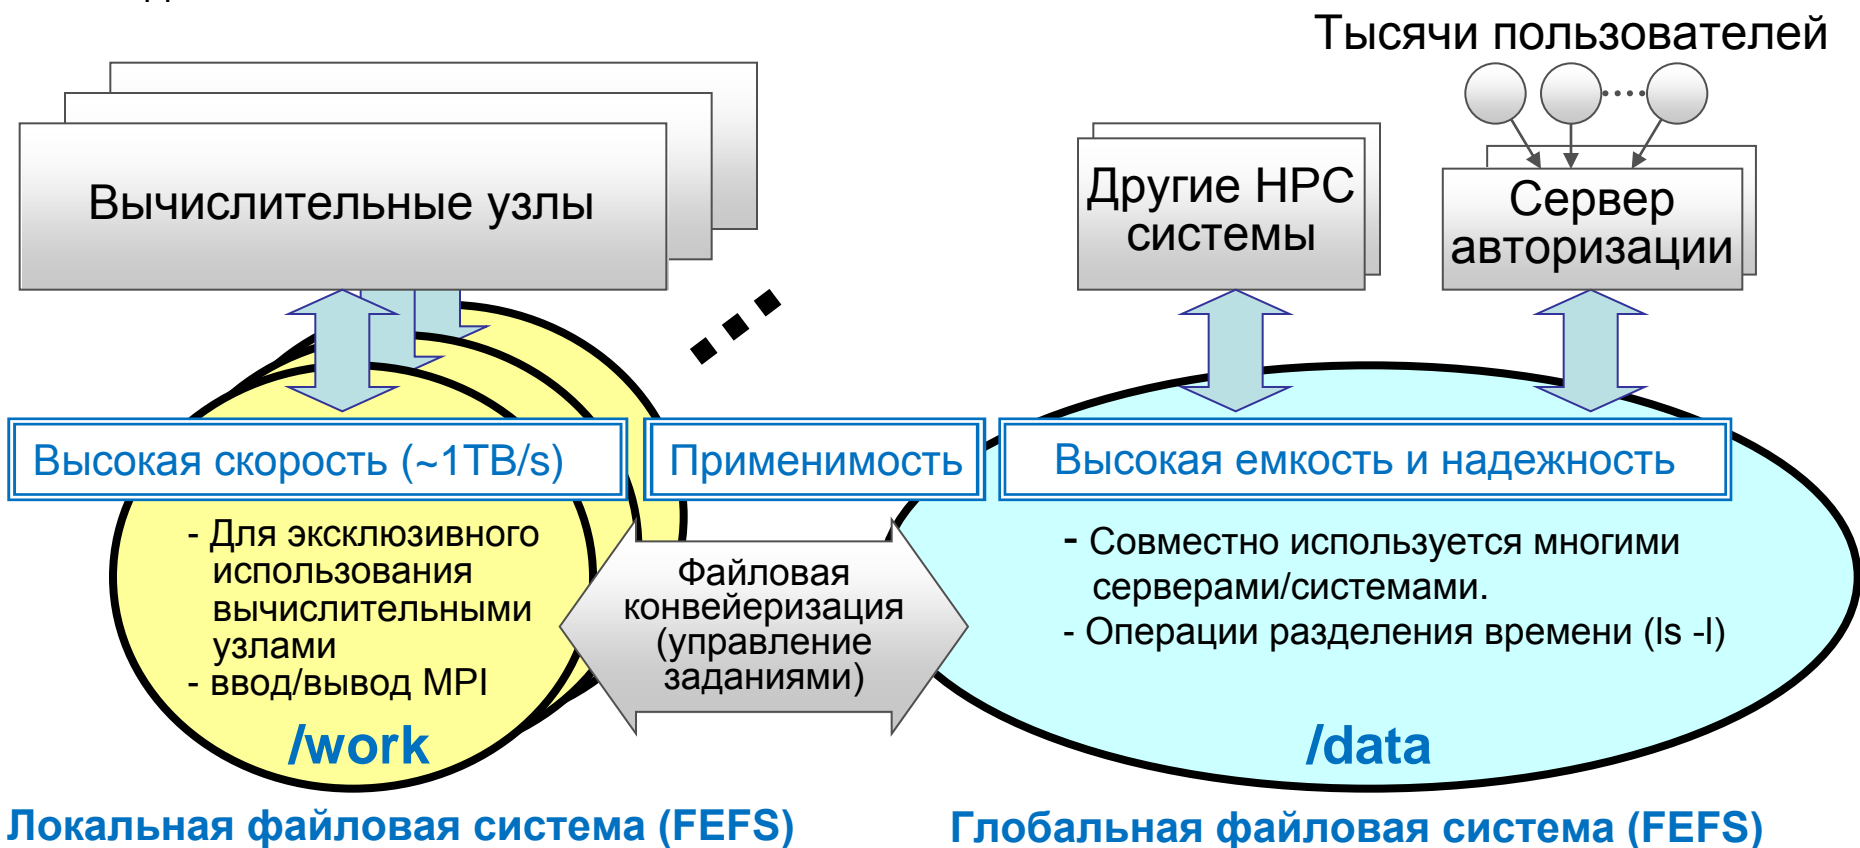 Тысячи пользователей
Вычислительные узлы
Другие HPC
системы
Сервер
авторизации
Высокая скорость (~1TB/s)
Применимость
Высокая емкость и надежность
- Для эксклюзивного
использования
вычислительными
узлами
- ввод/вывод MPI
/work
Файловая
конвейеризация
(управление
заданиями)
- Совместно используется многими
серверами/системами.
- Операции разделения времени (ls -l)
/data
Локальная файловая система (FEFS)
Глобальная файловая система (FEFS)